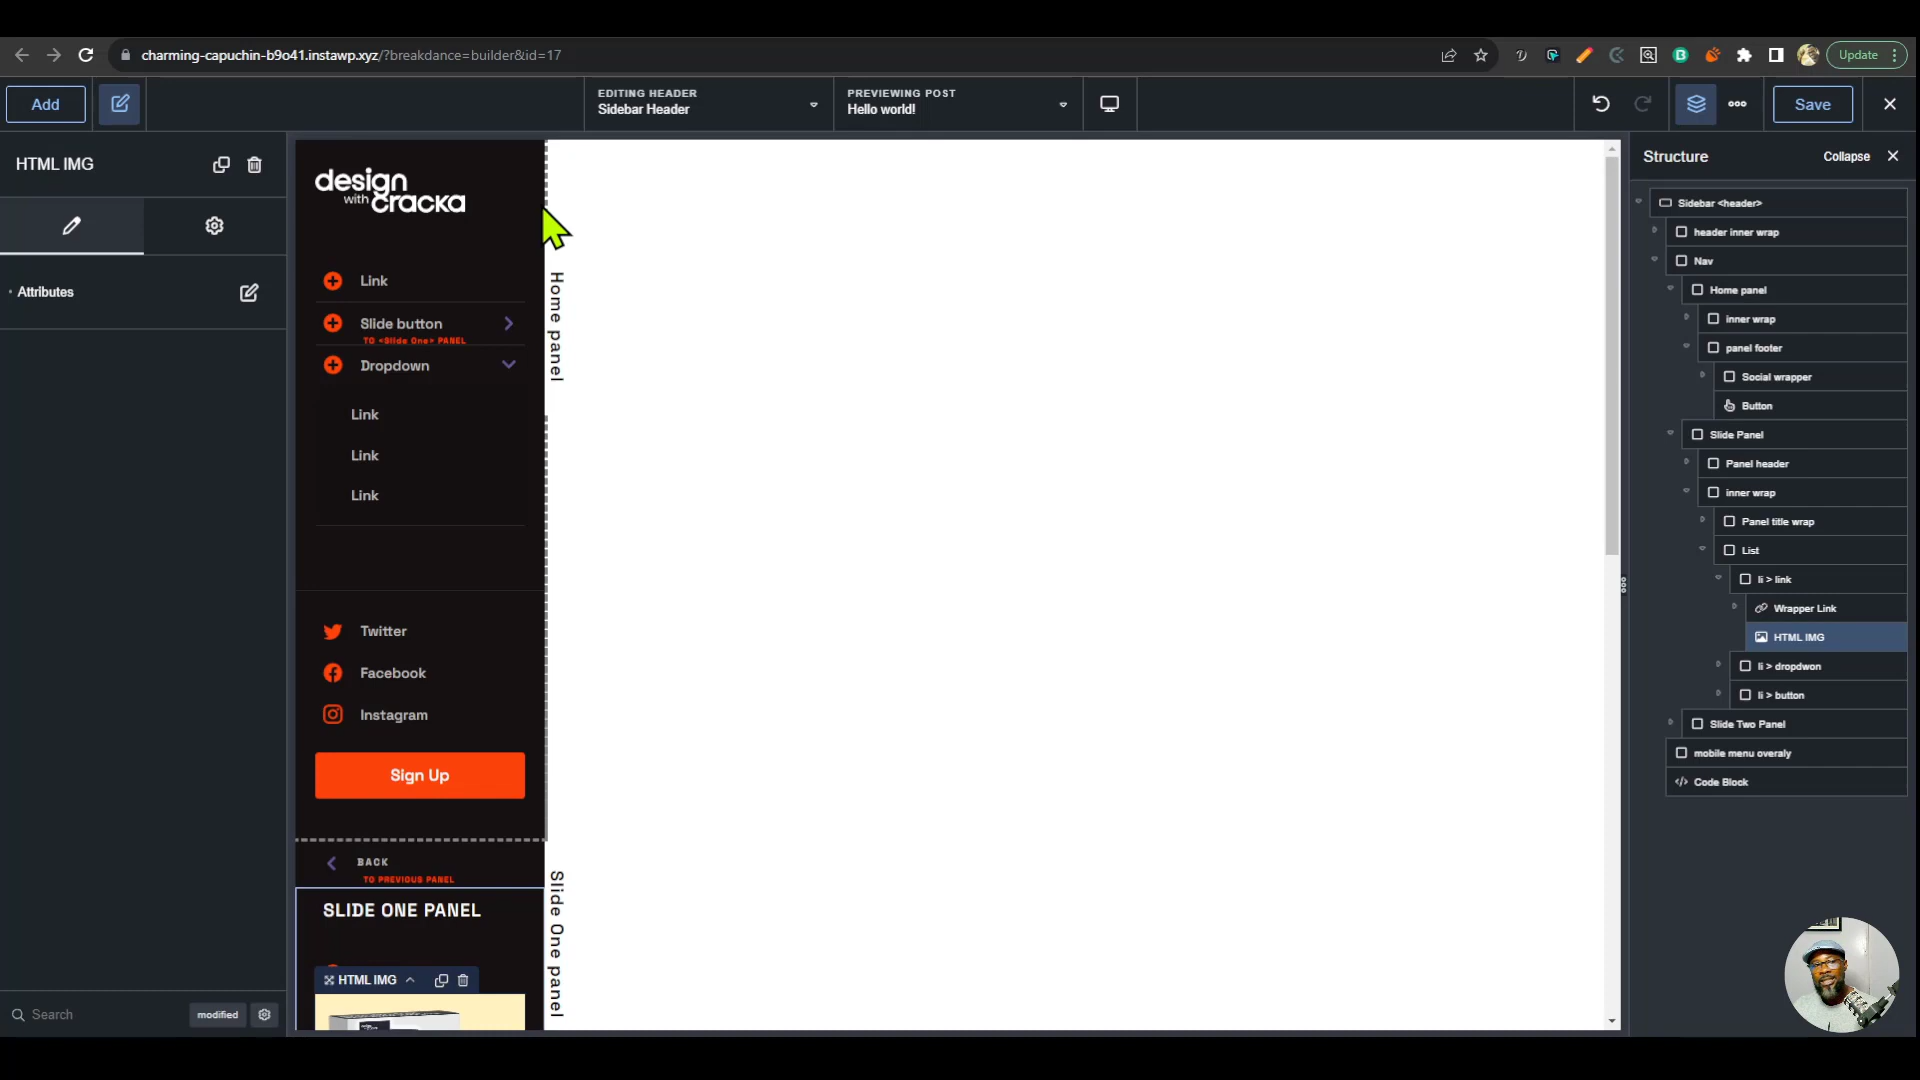 charming-capuchin-b9o41.instawp.xyz/?breakdance=builder&id=17
Update
Add
EDITING HEADER
Sidebar Header
PREVIEWING POST
Hello world!
Save
HTML IMG
Attributes
Search
modified
design
with cracka
Link
Slide button
TO <Slide One> PANEL
Dropdown
Link
Link
Link
Twitter
Facebook
Instagram
Sign Up
BACK
TO PREVIOUS PANEL
SLIDE ONE PANEL
HTML IMG
Home panel
Slide One panel
Structure
Collapse
Sidebar <header>
header inner wrap
Nav
Home panel
inner wrap
panel footer
Social wrapper
Button
Slide Panel
Panel header
inner wrap
Panel title wrap
List
li > link
Wrapper Link
HTML IMG
li > dropdwon
li > button
Slide Two Panel
mobile menu overaly
Code Block